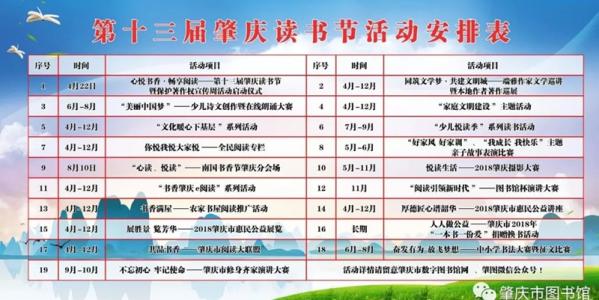 第十三届肇庆读书节活动安排表
序号 时间 活动项目 序号 时间 活动项目
1 4月22日 心悦书香·畅享阅读——第十三届肇庆读书节
暨保护著作权宣传周活动启动仪式
2 4月-12月 同筑文学梦·共建文明城——瑞雅作家文学巡讲
暨本地作者著作巡展
3 6月-8月 “美丽中国梦”——少儿诗文创作暨在线朗诵大赛
4 4月-12月 “家庭文明建设”主题活动
5 4月-12月 “文化暖心下基层”系列活动
6 7月-9月 “少儿悦读季”系列读书活动
7 4月-12月 你悦我悦大家悦——全民阅读专栏
8 5月-12月 “好家风 好家训”、“我成长 我快乐”主题
亲子故事表演比赛
9 8月10日 “心读、悦读”——南国书香节肇庆分会场
10 5月-11月 悦读生活——2018肇庆摄影大赛
11 4月-12月 “书香肇庆e阅读”系列活动
12 11月 “阅读引领新时代”——图书馆杯演讲大赛
13 4月-12月 书香满屋——农家书屋阅读推广活动
14 4月-12月 厚德匠心谱韶华——2018肇庆市惠民公益讲座
15 4月-12月 展胜景 览芳华——2018肇庆市惠民公益展览
16 长期 人人做公益——肇庆市2018年
“一本书一份爱”捐赠换书活动
17 4月-12月 共品书香——肇庆市阅读大联盟
18 6月-8月 奋发有为 放飞梦想——中小学书法大赛暨征文比赛
19 9月-10月 不忘初心 牢记使命——肇庆市修身齐家演讲大赛
活动详情请留意肇庆市数字图书馆网、肇图微信公众号！
肇庆市图书馆